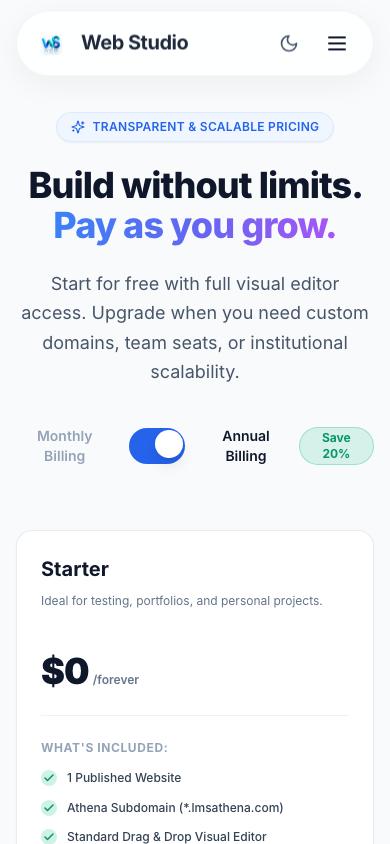 WS Web Studio
TRANSPARENT & SCALABLE PRICING
Build without limits.
Pay as you grow.
Start for free with full visual editor
access. Upgrade when you need custom
domains, team seats, or institutional
scalability.
Monthly
Billing
Annual
Billing
Save
20%
Starter
Ideal for testing, portfolios, and personal projects.
$0 /forever
WHAT'S INCLUDED:
1 Published Website
Athena Subdomain (*.lmsathena.com)
Standard Drag & Drop Visual Editor